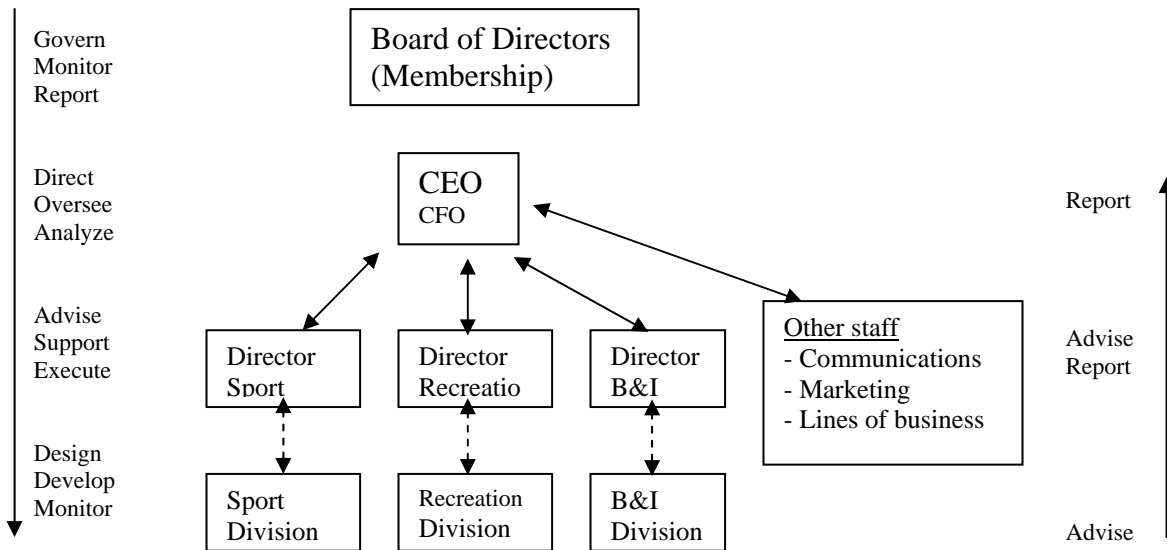 Govern
Monitor
Report
Board of Directors
(Membership)
Direct
Oversee
Analyze
CEO
CFO
Report
Advise
Support
Execute
Director
Sport
Director
Recreatio
Director
B&I
Other staff
- Communications
- Marketing
- Lines of business
Advise
Report
Design
Develop
Monitor
Sport
Division
Recreation
Division
B&I
Division
Advise